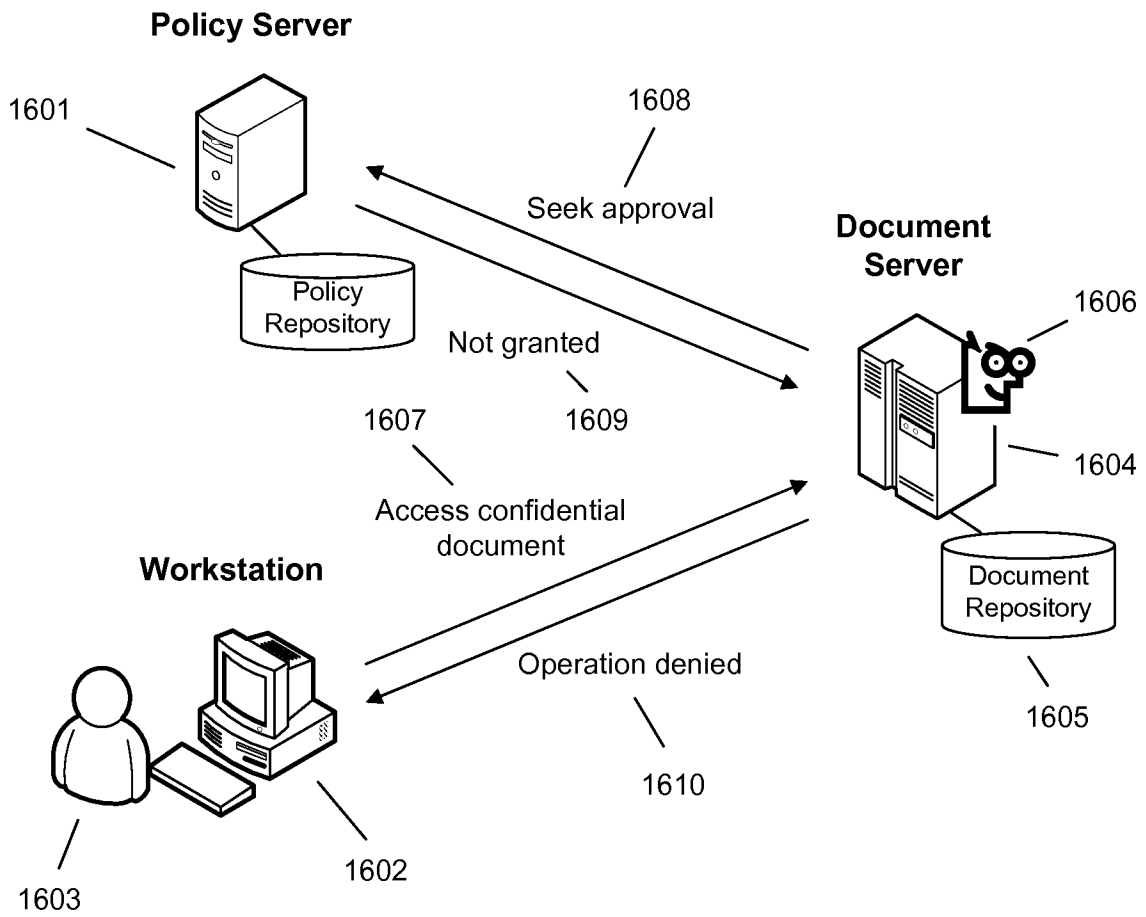 Policy Server
1601
1608
Seek approval
Document
Server
Policy
Repository
1606
Not granted
1609
1607
1604
Access confidential
document
Workstation
Document
Repository
Operation denied
1605
1610
1602
1603